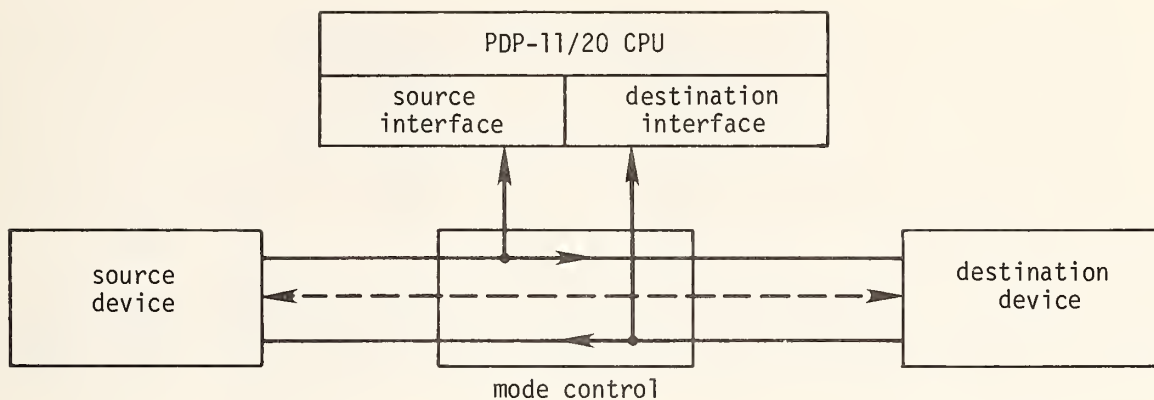 PDP-11/20 CPU
source
interface
destination
interface
source
device
destination
device
mode control